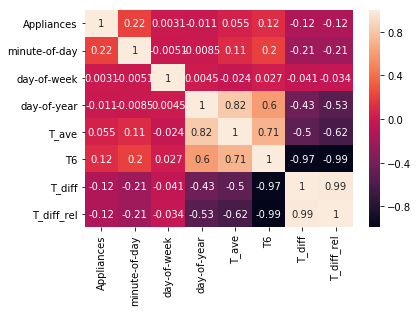 Appliances 1 0.22 0.0031 -0.011 0.055 0.12 -0.12 -0.12
minute-of-day 0.22 1 -0.0051 -0.0085 0.11 0.2 -0.21 -0.21
day-of-week 0.0031 -0.0051 1 0.0045 -0.024 0.027 -0.041 -0.034
day-of-year -0.011 -0.0085 0.0045 1 0.82 0.6 -0.43 -0.53
T_ave 0.055 0.11 -0.024 0.82 1 0.71 -0.5 -0.62
T6 0.12 0.2 0.027 0.6 0.71 1 -0.97 -0.99
T_diff -0.12 -0.21 -0.041 -0.43 -0.5 -0.97 1 0.99
T_diff_rel -0.12 -0.21 -0.034 -0.53 -0.62 -0.99 0.99 1
Appliances minute-of-day day-of-week day-of-year T_ave T6 T_diff T_diff_rel
0.8
0.4
0.0
-0.4
-0.8